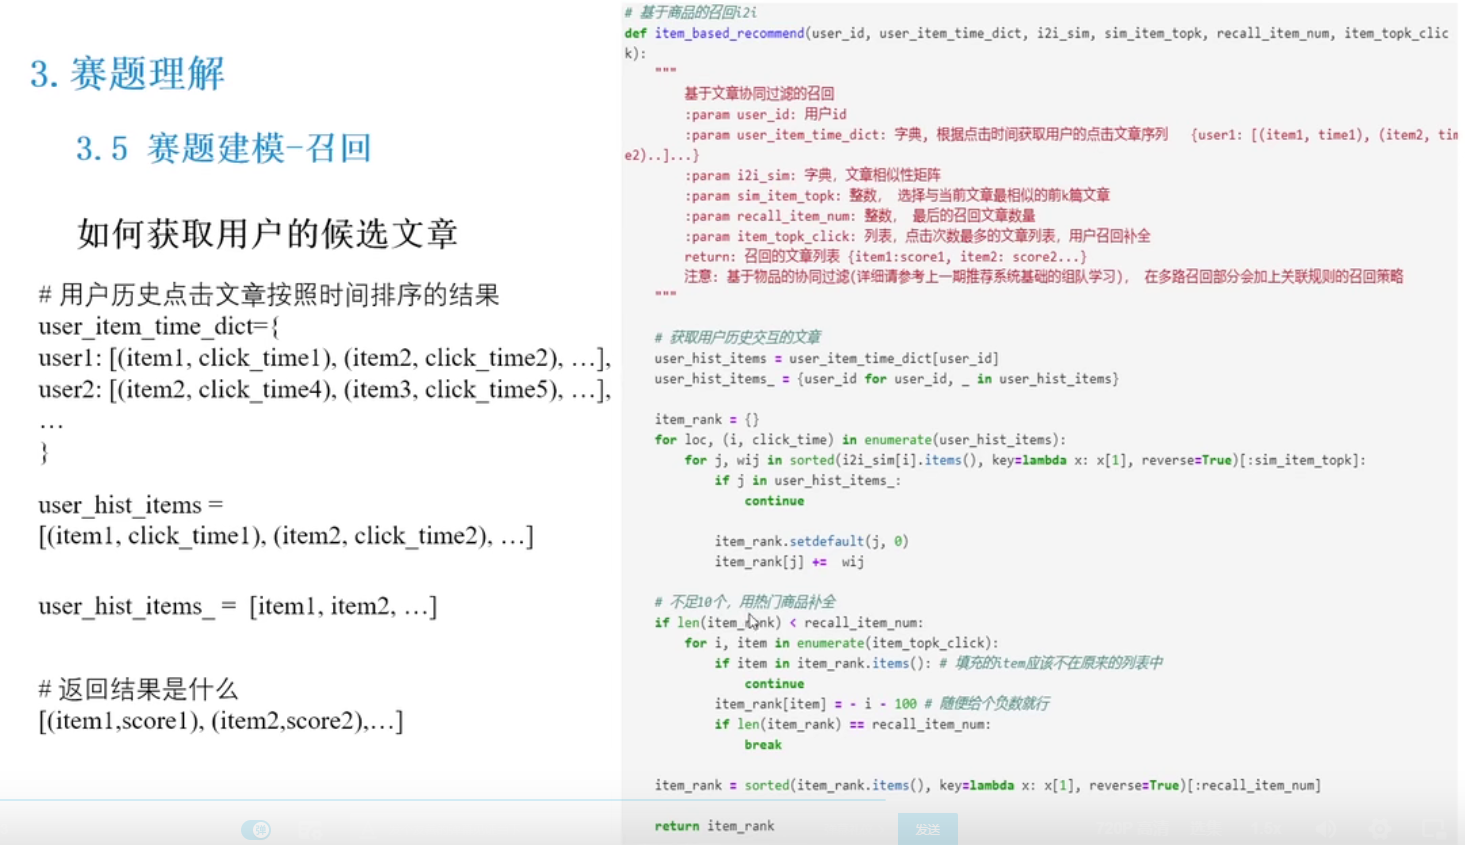 3. 赛题理解
3.5 赛题建模-召回
如何获取用户的候选文章
# 用户历史点击文章按照时间排序的结果
user_item_time_dict={
user1: [(item1, click_time1), (item2, click_time2), …],
user2: [(item2, click_time4), (item3, click_time5), …],
…
}
user_hist_items =
[(item1, click_time1), (item2, click_time2), …]
user_hist_items_ = [item1, item2, …]
# 返回结果是什么
[(item1,score1), (item2,score2),…]
# 基于商品的召回i2i
def item_based_recommend(user_id, user_item_time_dict, i2i_sim, sim_item_topk, recall_item_num, item_topk_clic
k):
"""
基于文章协同过滤的召回
:param user_id: 用户id
:param user_item_time_dict: 字典, 根据点击时间获取用户的点击文章序列 {user1: [(item1, time1), (item2, tim
e2)..]...}
:param i2i_sim: 字典, 文章相似性矩阵
:param sim_item_topk: 整数, 选择与当前文章最相似的前k篇文章
:param recall_item_num: 整数, 最后的召回文章数量
:param item_topk_click: 列表, 点击次数最多的文章列表, 用户召回补全
return: 召回的文章列表 {item1:score1, item2: score2...}
注意: 基于物品的协同过滤(详细请参考上一期推荐系统基础的组队学习), 在多路召回部分会加上关联规则的召回策略
"""
# 获取用户历史交互的文章
user_hist_items = user_item_time_dict[user_id]
user_hist_items_ = {user_id for user_id, _ in user_hist_items}
item_rank = {}
for loc, (i, click_time) in enumerate(user_hist_items):
for j, wij in sorted(i2i_sim[i].items(), key=lambda x: x[1], reverse=True)[:sim_item_topk]:
if j in user_hist_items_:
continue
item_rank.setdefault(j, 0)
item_rank[j] += wij
# 不足10个, 用热门商品补全
if len(item_rank) < recall_item_num:
for i, item in enumerate(item_topk_click):
if item in item_rank.items(): # 填充的item应该不在原来的列表中
continue
item_rank[item] = - i - 100 # 随便给个负数就行
if len(item_rank) == recall_item_num:
break
item_rank = sorted(item_rank.items(), key=lambda x: x[1], reverse=True)[:recall_item_num]
return item_rank
发送